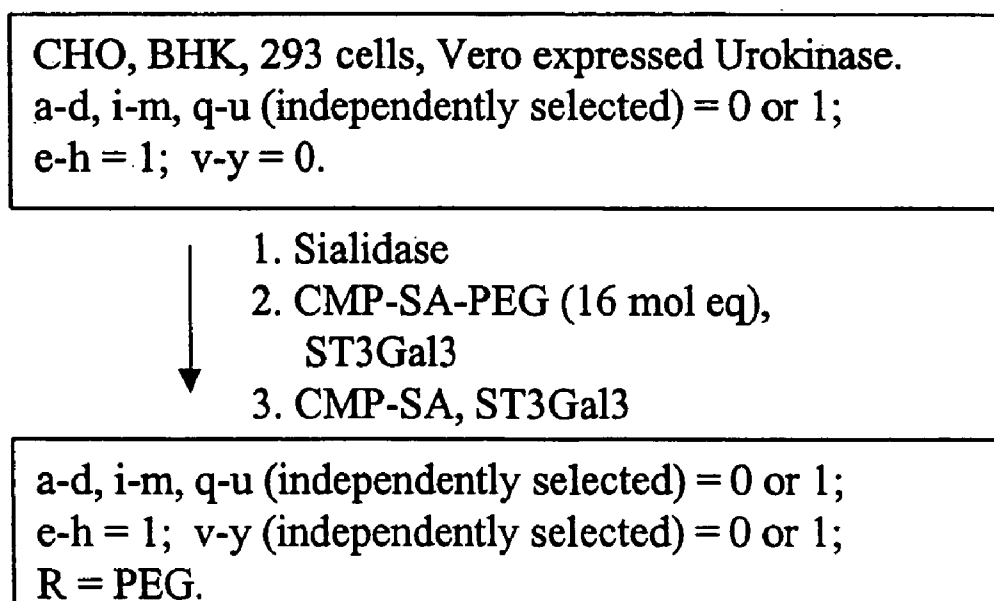 CHO, BHK, 293 cells, Vero expressed Urokinase.
a-d, i-m, q-u (independently selected) = 0 or 1;
e-h = 1; v-y = 0.
1. Sialidase
2. CMP-SA-PEG (16 mol eq),
ST3Gal3
3. CMP-SA, ST3Gal3
a-d, i-m, q-u (independently selected) = 0 or 1;
e-h = 1; v-y (independently selected) = 0 or 1;
R = PEG.